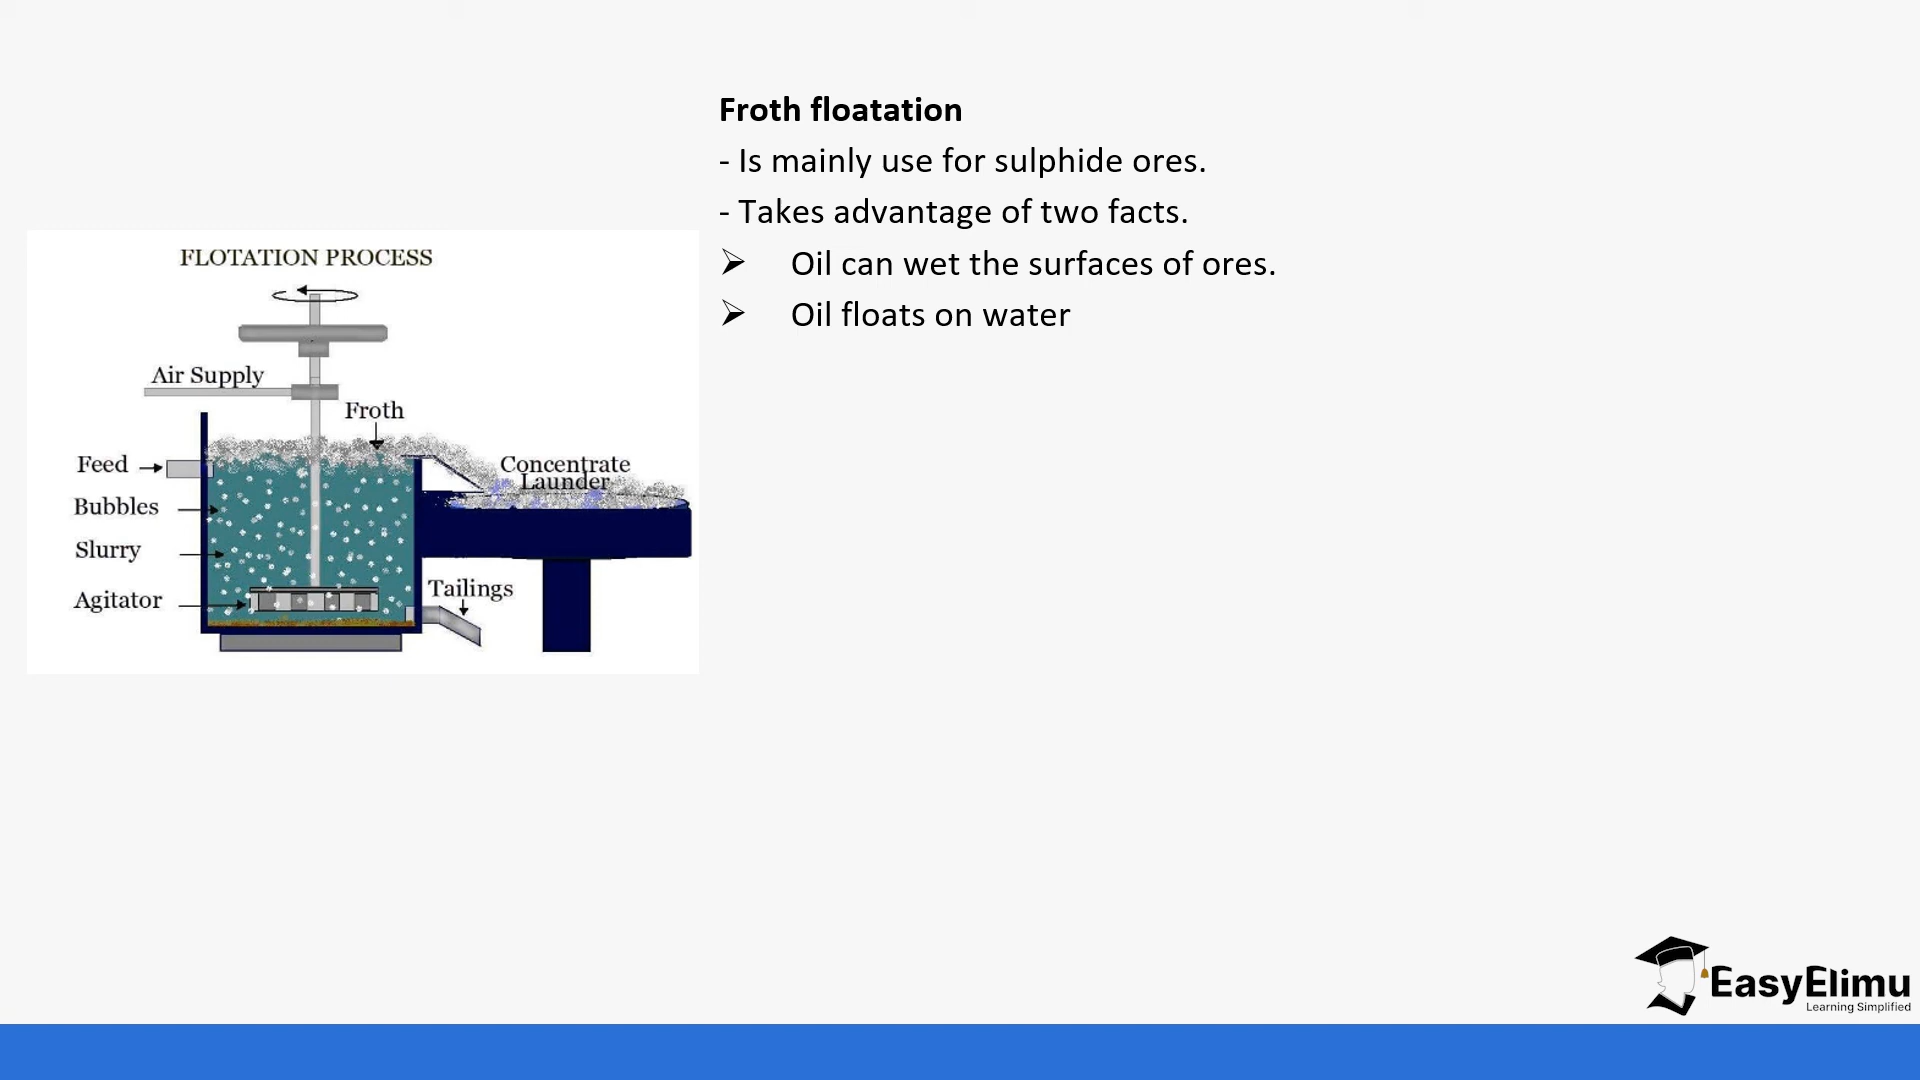 Froth floatation
- Is mainly use for sulphide ores.
- Takes advantage of two facts.
➢ Oil can wet the surfaces of ores.
➢ Oil floats on water
FLOTATION PROCESS
Air Supply
Froth
Feed
Concentrate
Launder
Bubbles
Slurry
Tailings
Agitator
EasyElimu
Learning Simplified